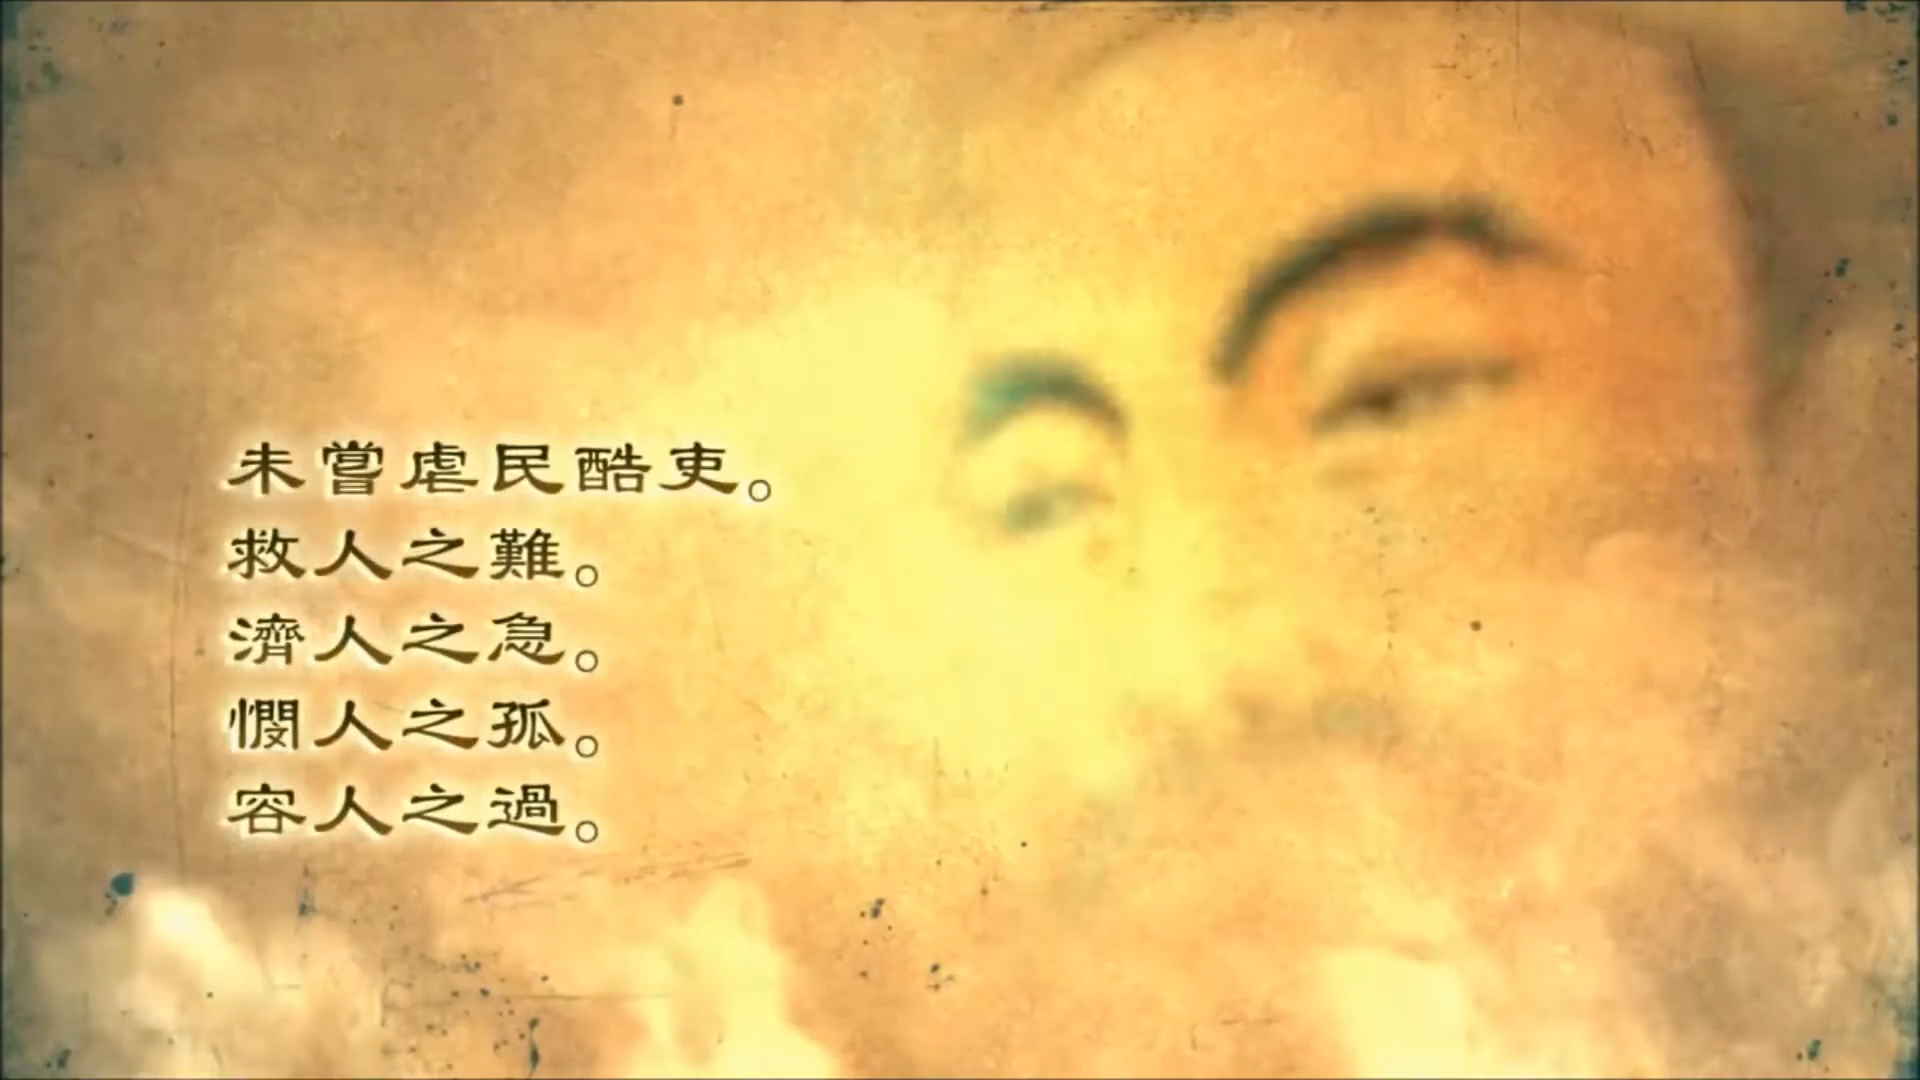 未嘗虐民酷吏。
救人之難。
濟人之急。
憫人之孤。
容人之過。